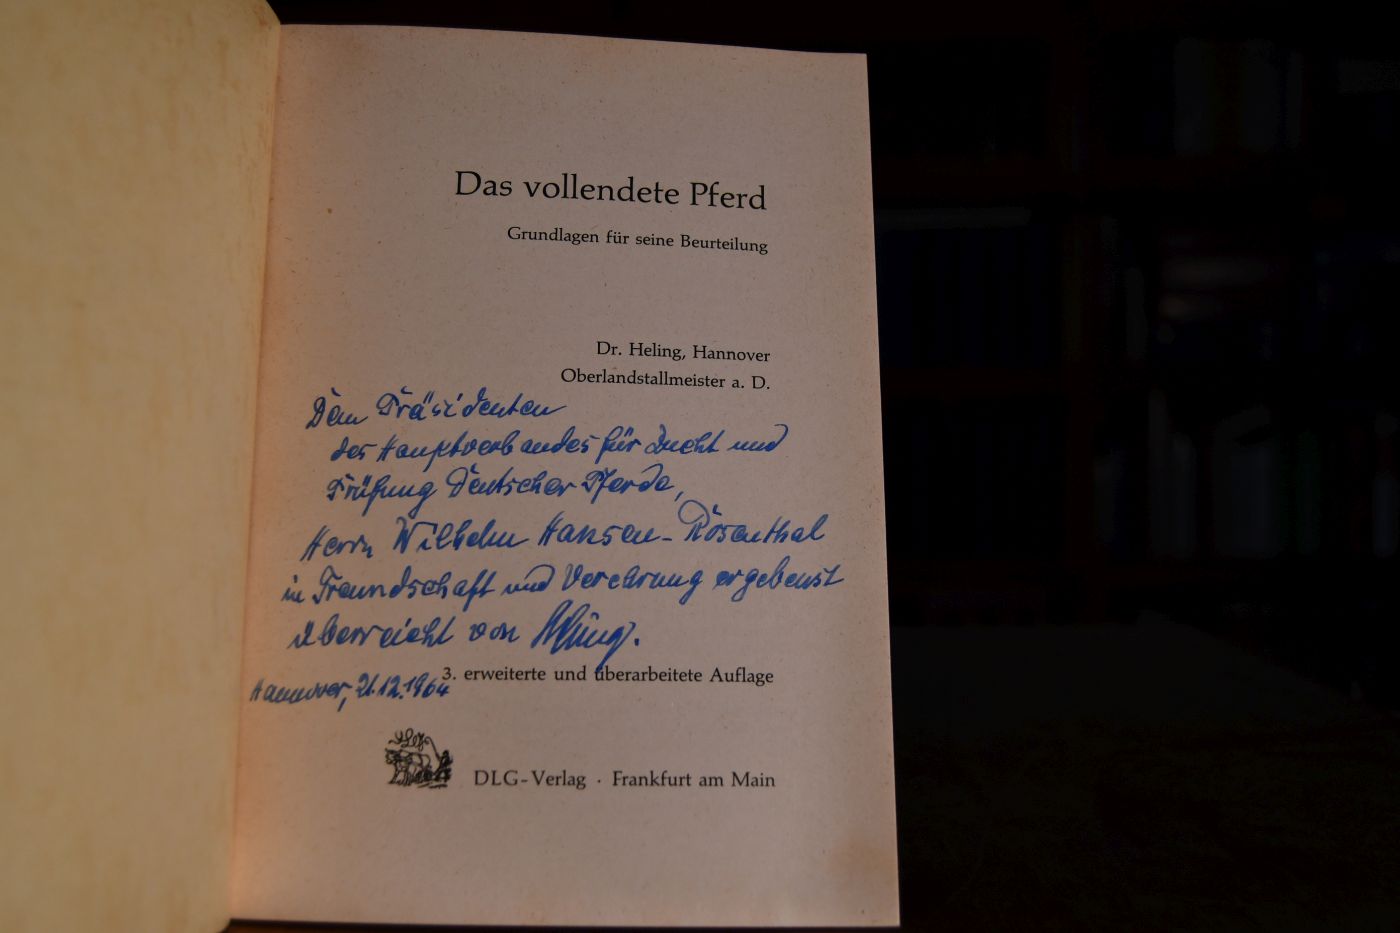 Das vollendete Pferd
Grundlagen für seine Beurteilung
Dr. Heling, Hannover
Oberlandstallmeister a. D.
Dem Präsidenten
des Hauptverbandes für Zucht und
Prüfung Deutscher Pferde,
Herrn Wilhelm Hansen-Rosenthal
in Freundschaft und Verehrung ergebenst
überreicht von Heling.
3. erweiterte und überarbeitete Auflage
Hannover, 21.12.1964
DLG-Verlag · Frankfurt am Main